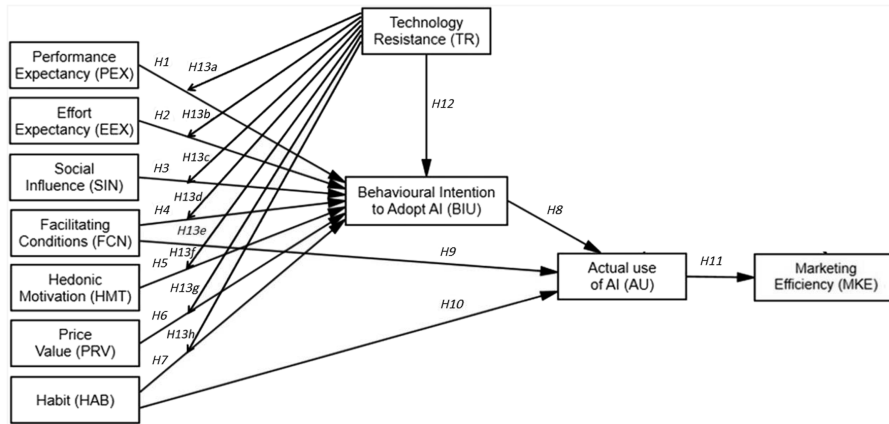 Technology
Resistance (TR)
Performance
Expectancy (PEX)
H1
H13a
H12
Effort
Expectancy (EEX)
H2
H13b
Social
Influence (SIN)
H3
H13c
Behavioural Intention
to Adopt AI (BIU)
H13d
H8
Facilitating
Conditions (FCN)
H4
H13e
H9
Hedonic
Motivation (HMT)
H5
H13f
Actual use
of AI (AU)
H11
Marketing
Efficiency (MKE)
H13g
H10
Price
Value (PRV)
H6
H13h
H7
Habit (HAB)